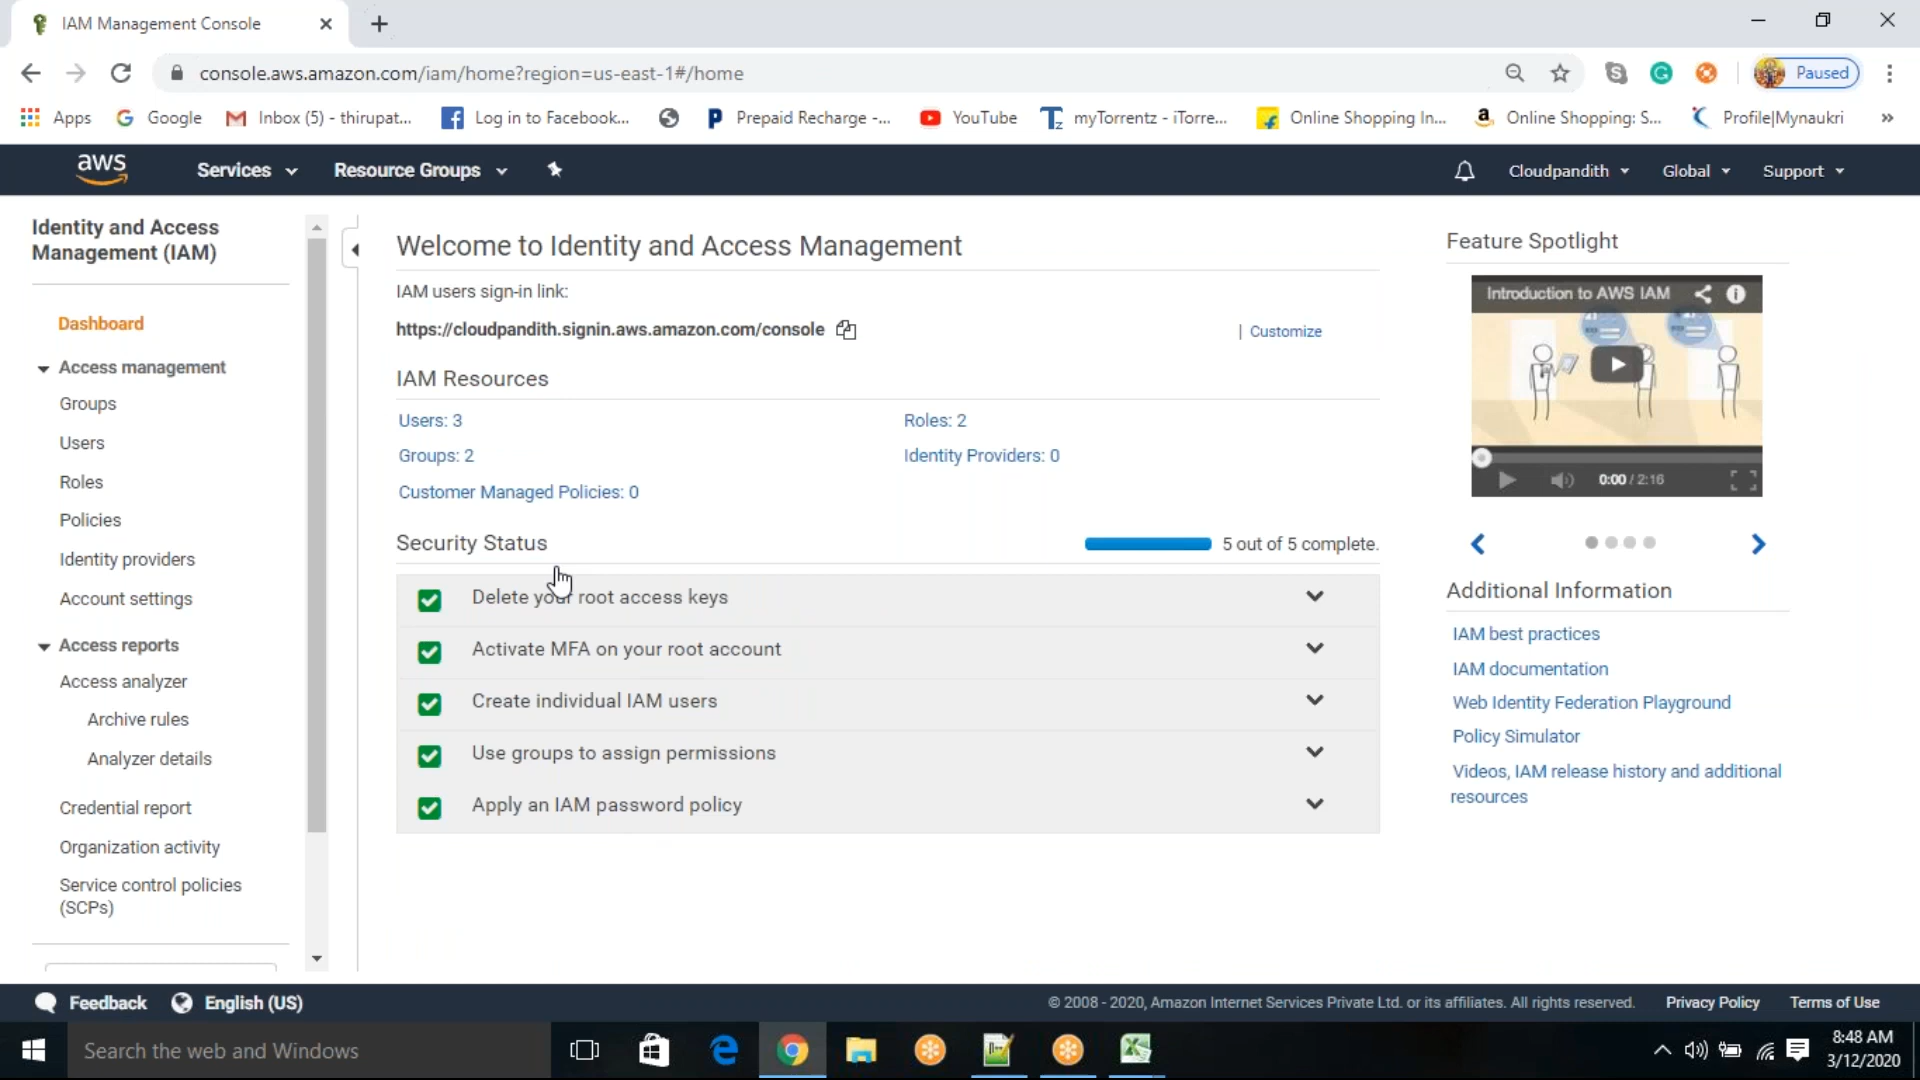 IAM Management Console
console.aws.amazon.com/iam/home?region=us-east-1#/home
Paused
Apps
Google
Inbox (5) - thirupat...
Log in to Facebook...
Prepaid Recharge -...
YouTube
myTorrentz - iTorre...
Online Shopping In...
Online Shopping: S...
Profile|Mynaukri
»
aws
Services
Resource Groups
Cloudpandith
Global
Support
Identity and Access
Management (IAM)
Dashboard
Access management
Groups
Users
Roles
Policies
Identity providers
Account settings
Access reports
Access analyzer
Archive rules
Analyzer details
Credential report
Organization activity
Service control policies
(SCPs)
Welcome to Identity and Access Management
IAM users sign-in link:
https://cloudpandith.signin.aws.amazon.com/console
| Customize
IAM Resources
Users: 3
Roles: 2
Groups: 2
Identity Providers: 0
Customer Managed Policies: 0
Security Status
5 out of 5 complete.
Delete your root access keys
Activate MFA on your root account
Create individual IAM users
Use groups to assign permissions
Apply an IAM password policy
Feature Spotlight
Introduction to AWS IAM
0:00 / 2:16
Additional Information
IAM best practices
IAM documentation
Web Identity Federation Playground
Policy Simulator
Videos, IAM release history and additional
resources
Feedback
English (US)
© 2008 - 2020, Amazon Internet Services Private Ltd. or its affiliates. All rights reserved.
Privacy Policy
Terms of Use
Search the web and Windows
8:48 AM
3/12/2020